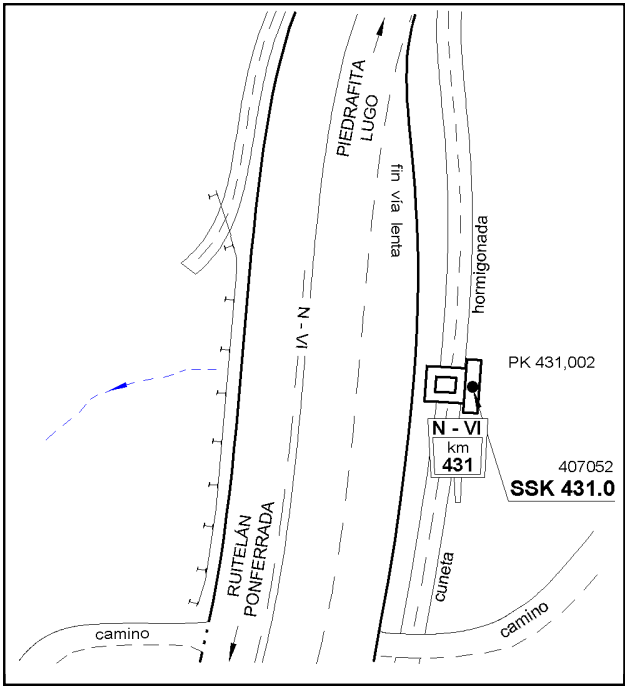 PIEDRAFITA
LUGO
fin via lenta
hormigonada
N - VI
PK 431,002
N - VI
km
431
407052
SSK 431.0
RUITELÁN
PONFERRADA
cuneta
camino
camino